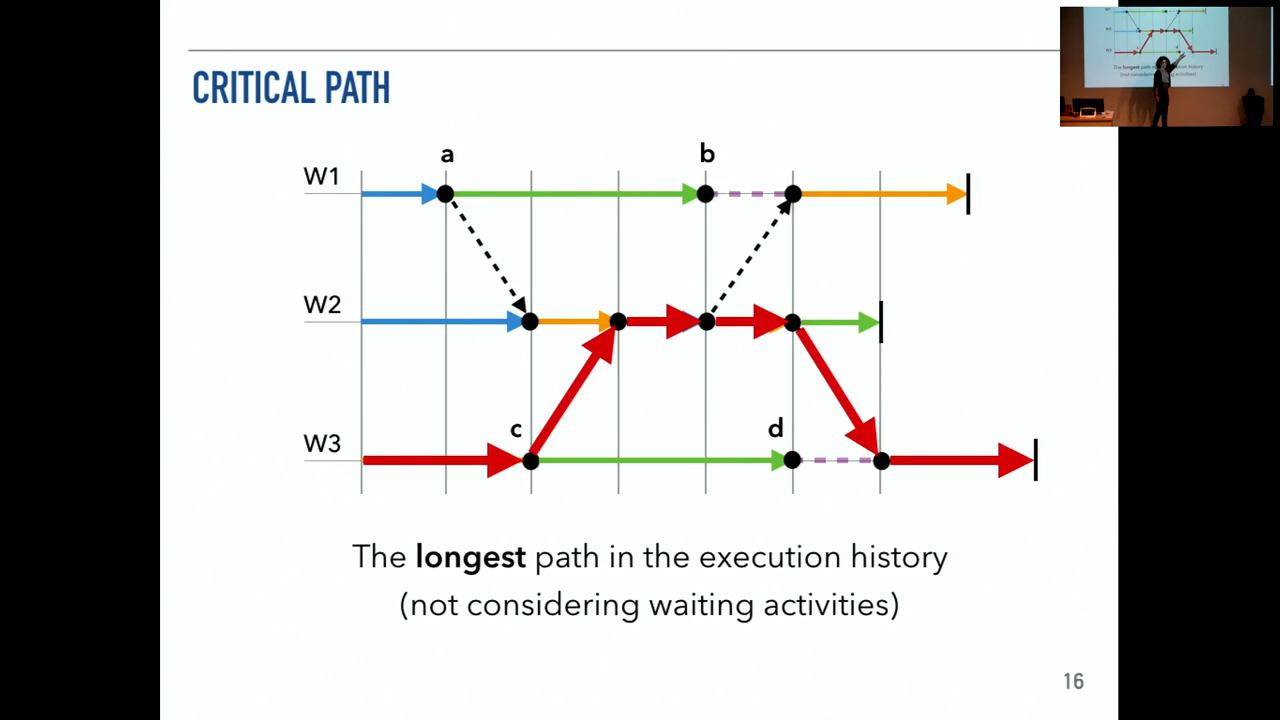 CRITICAL PATH
a
b
W1
W2
c
d
W3
The longest path in the execution history
(not considering waiting activities)
16